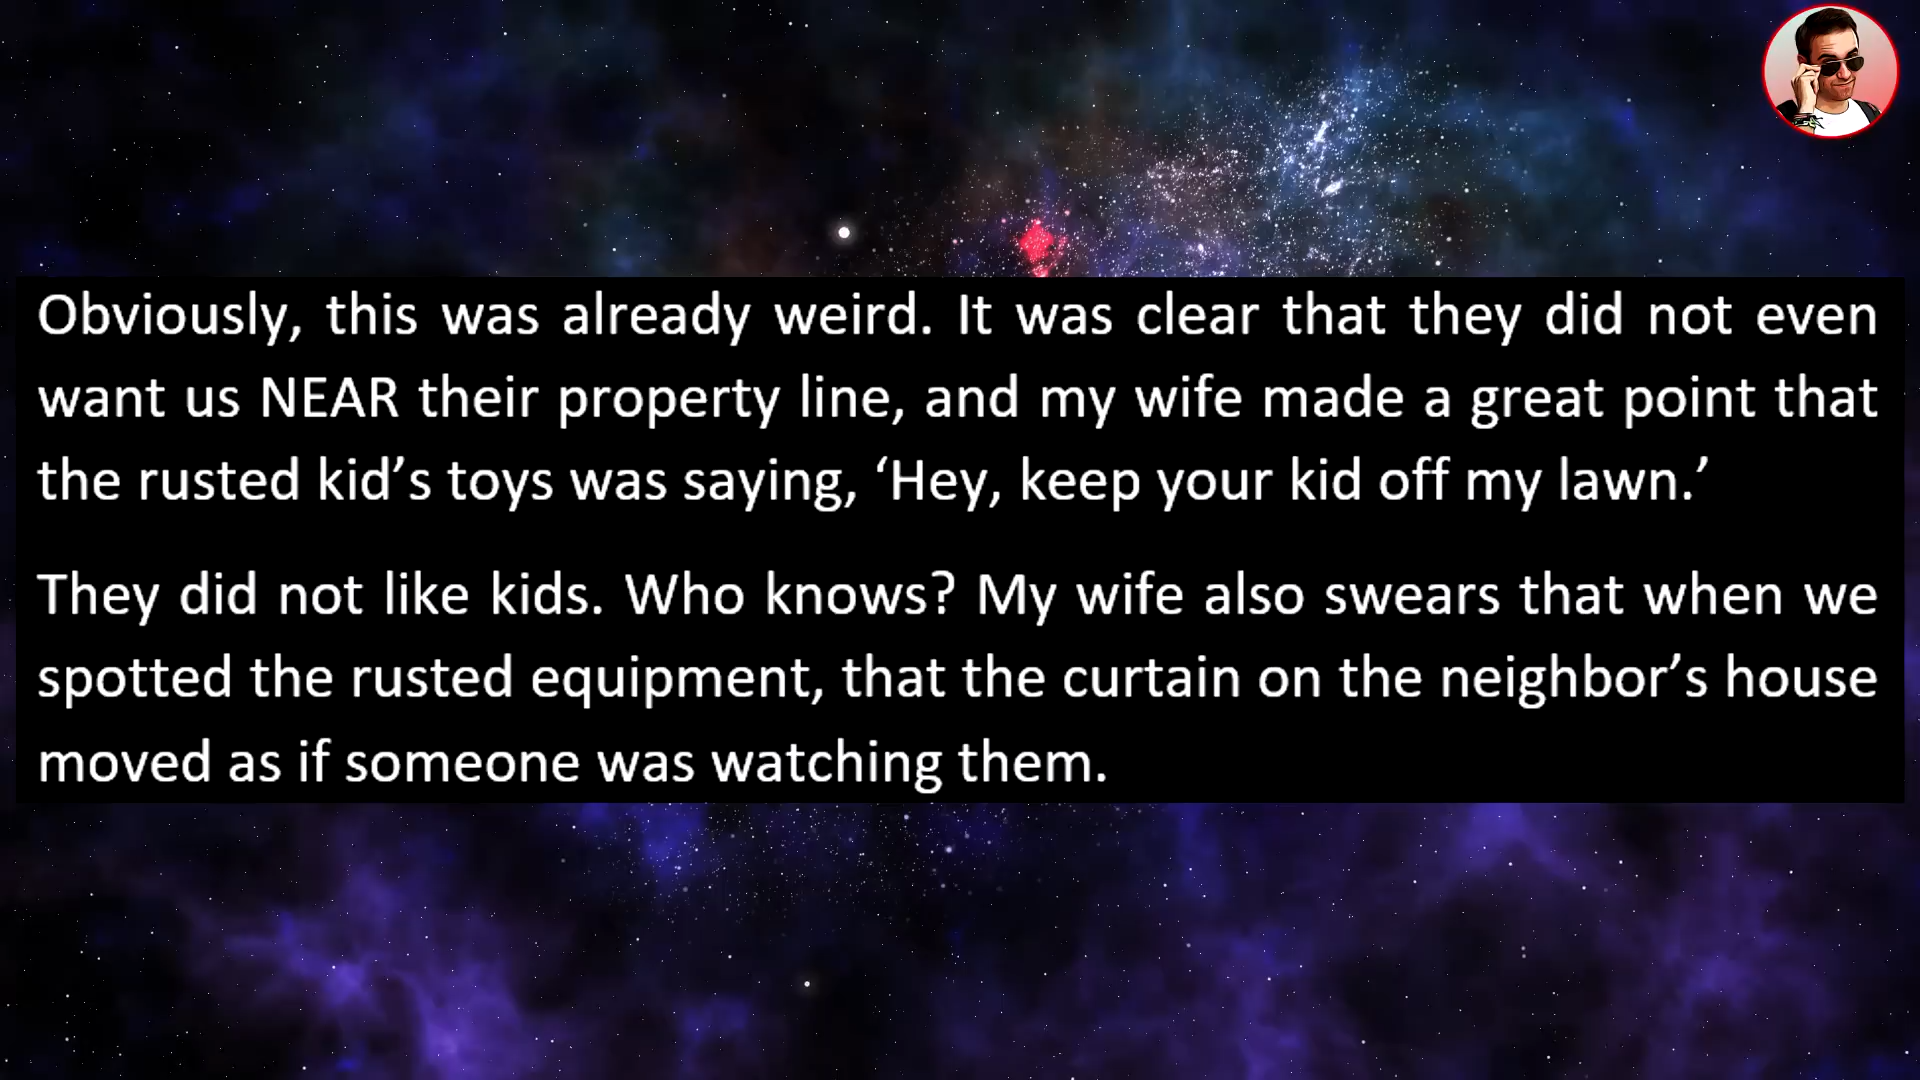 Obviously, this was already weird. It was clear that they did not even
want us NEAR their property line, and my wife made a great point that
the rusted kid’s toys was saying, ‘Hey, keep your kid off my lawn.’
They did not like kids. Who knows? My wife also swears that when we
spotted the rusted equipment, that the curtain on the neighbor’s house
moved as if someone was watching them.